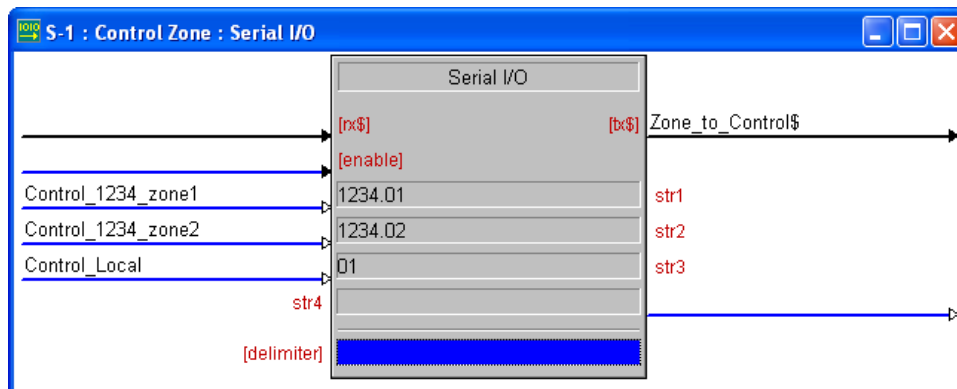 S-1 : Control Zone : Serial I/O
Serial I/O
[rx$] [tx$] Zone_to_Control$
[enable]
Control_1234_zone1 1234.01 str1
Control_1234_zone2 1234.02 str2
Control_Local 01 str3
str4
[delimiter]